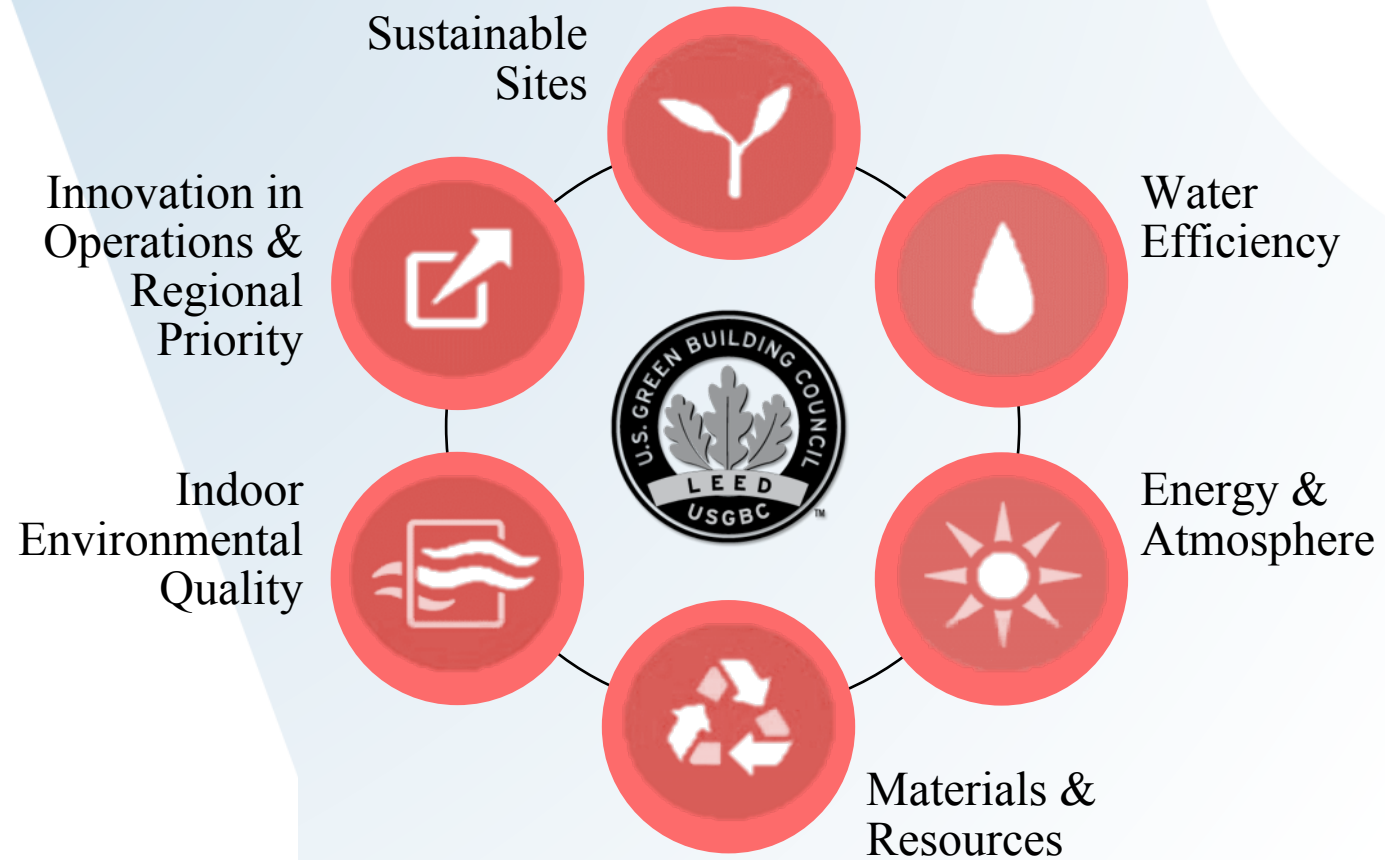 Sustainable
Sites
Water
Efficiency
Energy &
Atmosphere
Materials &
Resources
Indoor
Environmental
Quality
Innovation in
Operations &
Regional
Priority
U.S. GREEN BUILDING COUNCIL
LEED
USGBC
™